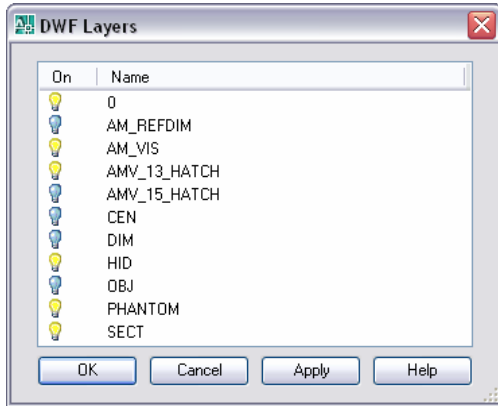 DWF Layers
On Name
0
AM_REFDIM
AM_VIS
AMV_13_HATCH
AMV_15_HATCH
CEN
DIM
HID
OBJ
PHANTOM
SECT
OK Cancel Apply Help